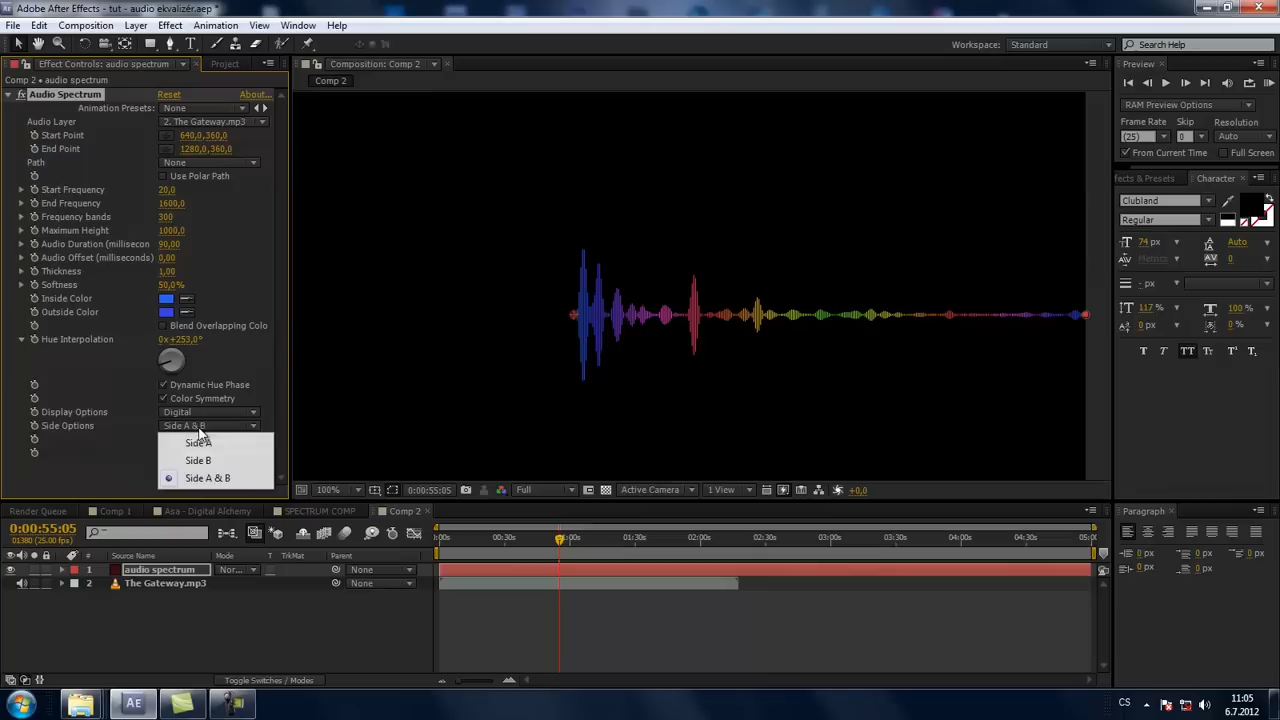 Adobe After Effects - tut - audio ekvalizér.aep *
File Edit Composition Layer Effect Animation View Window Help
Workspace: Standard Search Help
Effect Controls: audio spectrum Project
Comp 2 • audio spectrum
Audio Spectrum Reset About...
Animation Presets: None
Audio Layer 2. The Gateway.mp3
Start Point 640,0,360,0
End Point 1280,0,360,0
Path None
Use Polar Path
Start Frequency 20,0
End Frequency 1600,0
Frequency bands 300
Maximum Height 1000,0
Audio Duration (millisecon 90,00
Audio Offset (milliseconds) 0,00
Thickness 1,00
Softness 50,0%
Inside Color
Outside Color
Blend Overlapping Colo
Hue Interpolation 0x+253,0°
Dynamic Hue Phase
Color Symmetry
Display Options Digital
Side Options Side A & B
Side A
Side B
Side A & B
Composition: Comp 2
Comp 2
100% 0:00:55:05 Full Active Camera 1 View +0,0
Preview
RAM Preview Options
Frame Rate Skip Resolution
(25) 0 Auto
From Current Time Full Screen
fects & Presets Character
Clubland
Regular
74 px Auto
Metrics 0
- px
117 % 100 %
0 px 0 %
T T TT Tt T¹ T₁
Render Queue Comp 1 Asa - Digital Alchemy SPECTRUM COMP Comp 2
0:00:55:05
01380 (25.00 fps)
# Source Name Mode T TrkMat Parent
1 audio spectrum Nor... None
2 The Gateway.mp3 None
:00s 00:30s 01:00s 01:30s 02:00s 02:30s 03:00s 03:30s 04:00s 04:30s 05:0
Toggle Switches / Modes
Paragraph
0 px 0 px 0 px
0 px 0 px
CS 11:05
6.7.2012